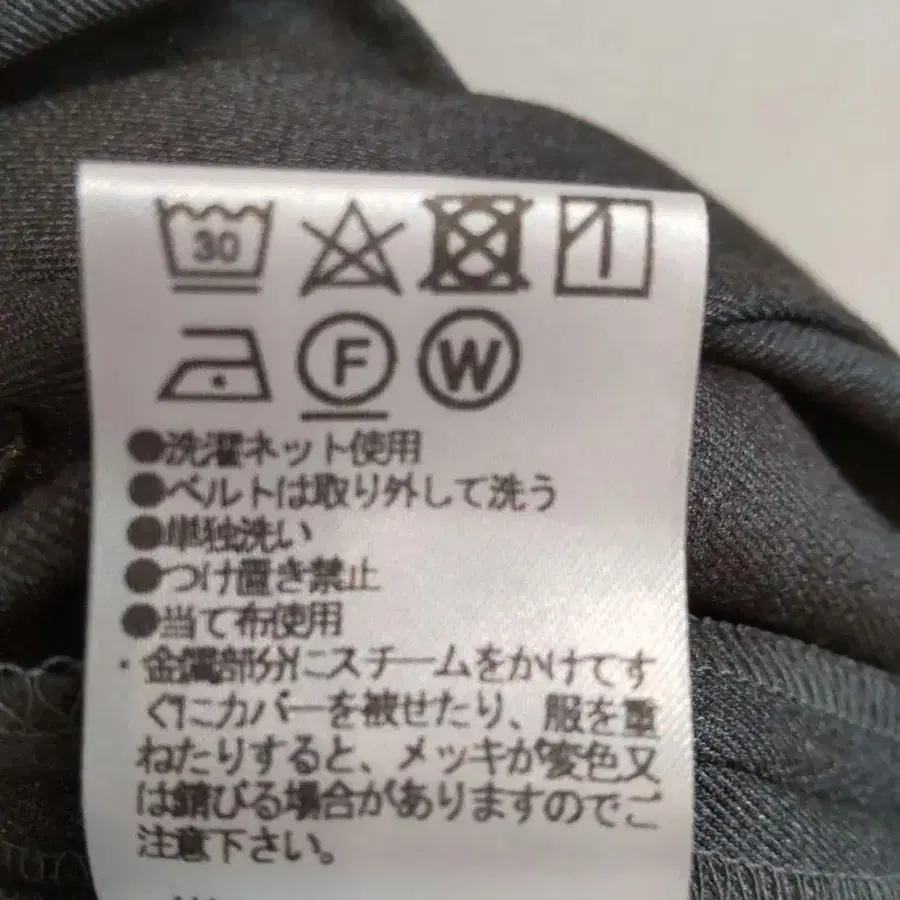 30
F W
●洗濯ネット使用
●ベルトは取り外して洗う
●単独洗い
●つけ置き禁止
●当て布使用
・金属部分にスチームをかけてす
ぐにカバーを被せたり、服を重
ねたりすると、メッキが変色又
は錆びる場合がありますのでご
注意下さい。